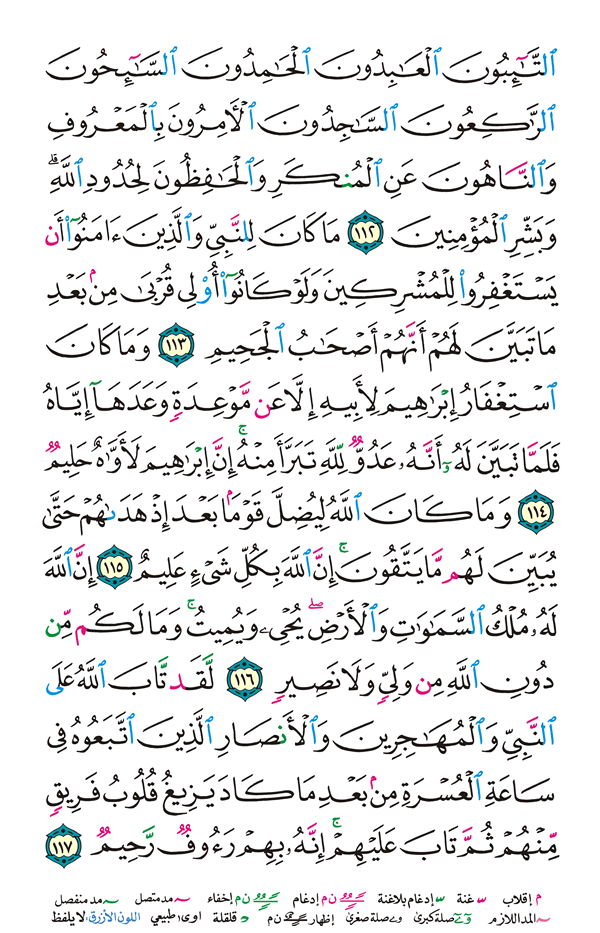 ٱلتَّٰٓئِبُونَ ٱلْعَٰبِدُونَ ٱلْحَٰمِدُونَ ٱلسَّٰٓئِحُونَ
ٱلرَّٰكِعُونَ ٱلسَّٰجِدُونَ ٱلْءَامِرُونَ بِٱلْمَعْرُوفِ
وَٱلنَّاهُونَ عَنِ ٱلْمُنكَرِ وَٱلْحَٰفِظُونَ لِحُدُودِ ٱللَّهِۗ
وَبَشِّرِ ٱلْمُؤْمِنِينَ ١١٢ مَا كَانَ لِلنَّبِيِّ وَٱلَّذِينَ ءَامَنُوٓا۟ أَن
يَسْتَغْفِرُوا۟ لِلْمُشْرِكِينَ وَلَوْ كَانُوٓا۟ أُو۟لِى قُرْبَىٰ مِنۢ بَعْدِ
مَا تَبَيَّنَ لَهُمْ أَنَّهُمْ أَصْحَٰبُ ٱلْجَحِيمِ ١١٣ وَمَا كَانَ
ٱسْتِغْفَارُ إِبْرَٰهِيمَ لِأَبِيهِ إِلَّا عَن مَّوْعِدَةٍ وَعَدَهَآ إِيَّاهُ
فَلَمَّا تَبَيَّنَ لَهُۥٓ أَنَّهُۥ عَدُوٌّ لِّلَّهِ تَبَرَّأَ مِنْهُۚ إِنَّ إِبْرَٰهِيمَ لَأَوَّٰهٌ حَلِيمٌ
١١٤ وَمَا كَانَ ٱللَّهُ لِيُضِلَّ قَوْمًۢا بَعْدَ إِذْ هَدَىٰهُمْ حَتَّىٰ
يُبَيِّنَ لَهُم مَّا يَتَّقُونَۚ إِنَّ ٱللَّهَ بِكُلِّ شَىْءٍ عَلِيمٌ ١١٥ إِنَّ ٱللَّهَ
لَهُۥ مُلْكُ ٱلسَّمَٰوَٰتِ وَٱلْأَرْضِۖ يُحْىِۦ وَيُمِيتُۚ وَمَا لَكُم مِّن
دُونِ ٱللَّهِ مِن وَلِىٍّ وَلَا نَصِيرٍ ١١٦ لَّقَد تَّابَ ٱللَّهُ عَلَى
ٱلنَّبِىِّ وَٱلْمُهَٰجِرِينَ وَٱلْأَنصَارِ ٱلَّذِينَ ٱتَّبَعُوهُ فِى
سَاعَةِ ٱلْعُسْرَةِ مِنۢ بَعْدِ مَا كَادَ يَزِيغُ قُلُوبُ فَرِيقٍ
مِّنْهُمْ ثُمَّ تَابَ عَلَيْهِمْۚ إِنَّهُۥ بِهِمْ رَءُوفٌ رَّحِيمٌ ١١٧
م إقلاب غنة إدغام بلاغنة ن م إدغام ن م إخفاء مد متصل مد منفصل
المد اللازم صلة كبرى صلة صغرى إظهار ن م قلقلة اوى طبيعي اللون الأزرق: لا يلفظ